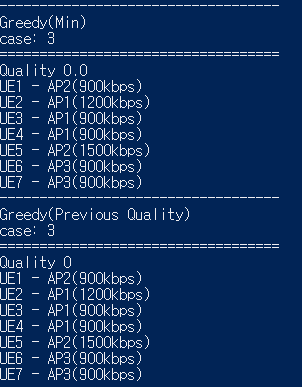 ---------------------------------
Greedy(Min)
case: 3
=================================
Quality 0.0
UE1 - AP2(900kbps)
UE2 - AP1(1200kbps)
UE3 - AP1(900kbps)
UE4 - AP1(900kbps)
UE5 - AP2(1500kbps)
UE6 - AP3(900kbps)
UE7 - AP3(900kbps)
---------------------------------
Greedy(Previous Quality)
case: 3
=================================
Quality 0
UE1 - AP2(900kbps)
UE2 - AP1(1200kbps)
UE3 - AP1(900kbps)
UE4 - AP1(900kbps)
UE5 - AP2(1500kbps)
UE6 - AP3(900kbps)
UE7 - AP3(900kbps)